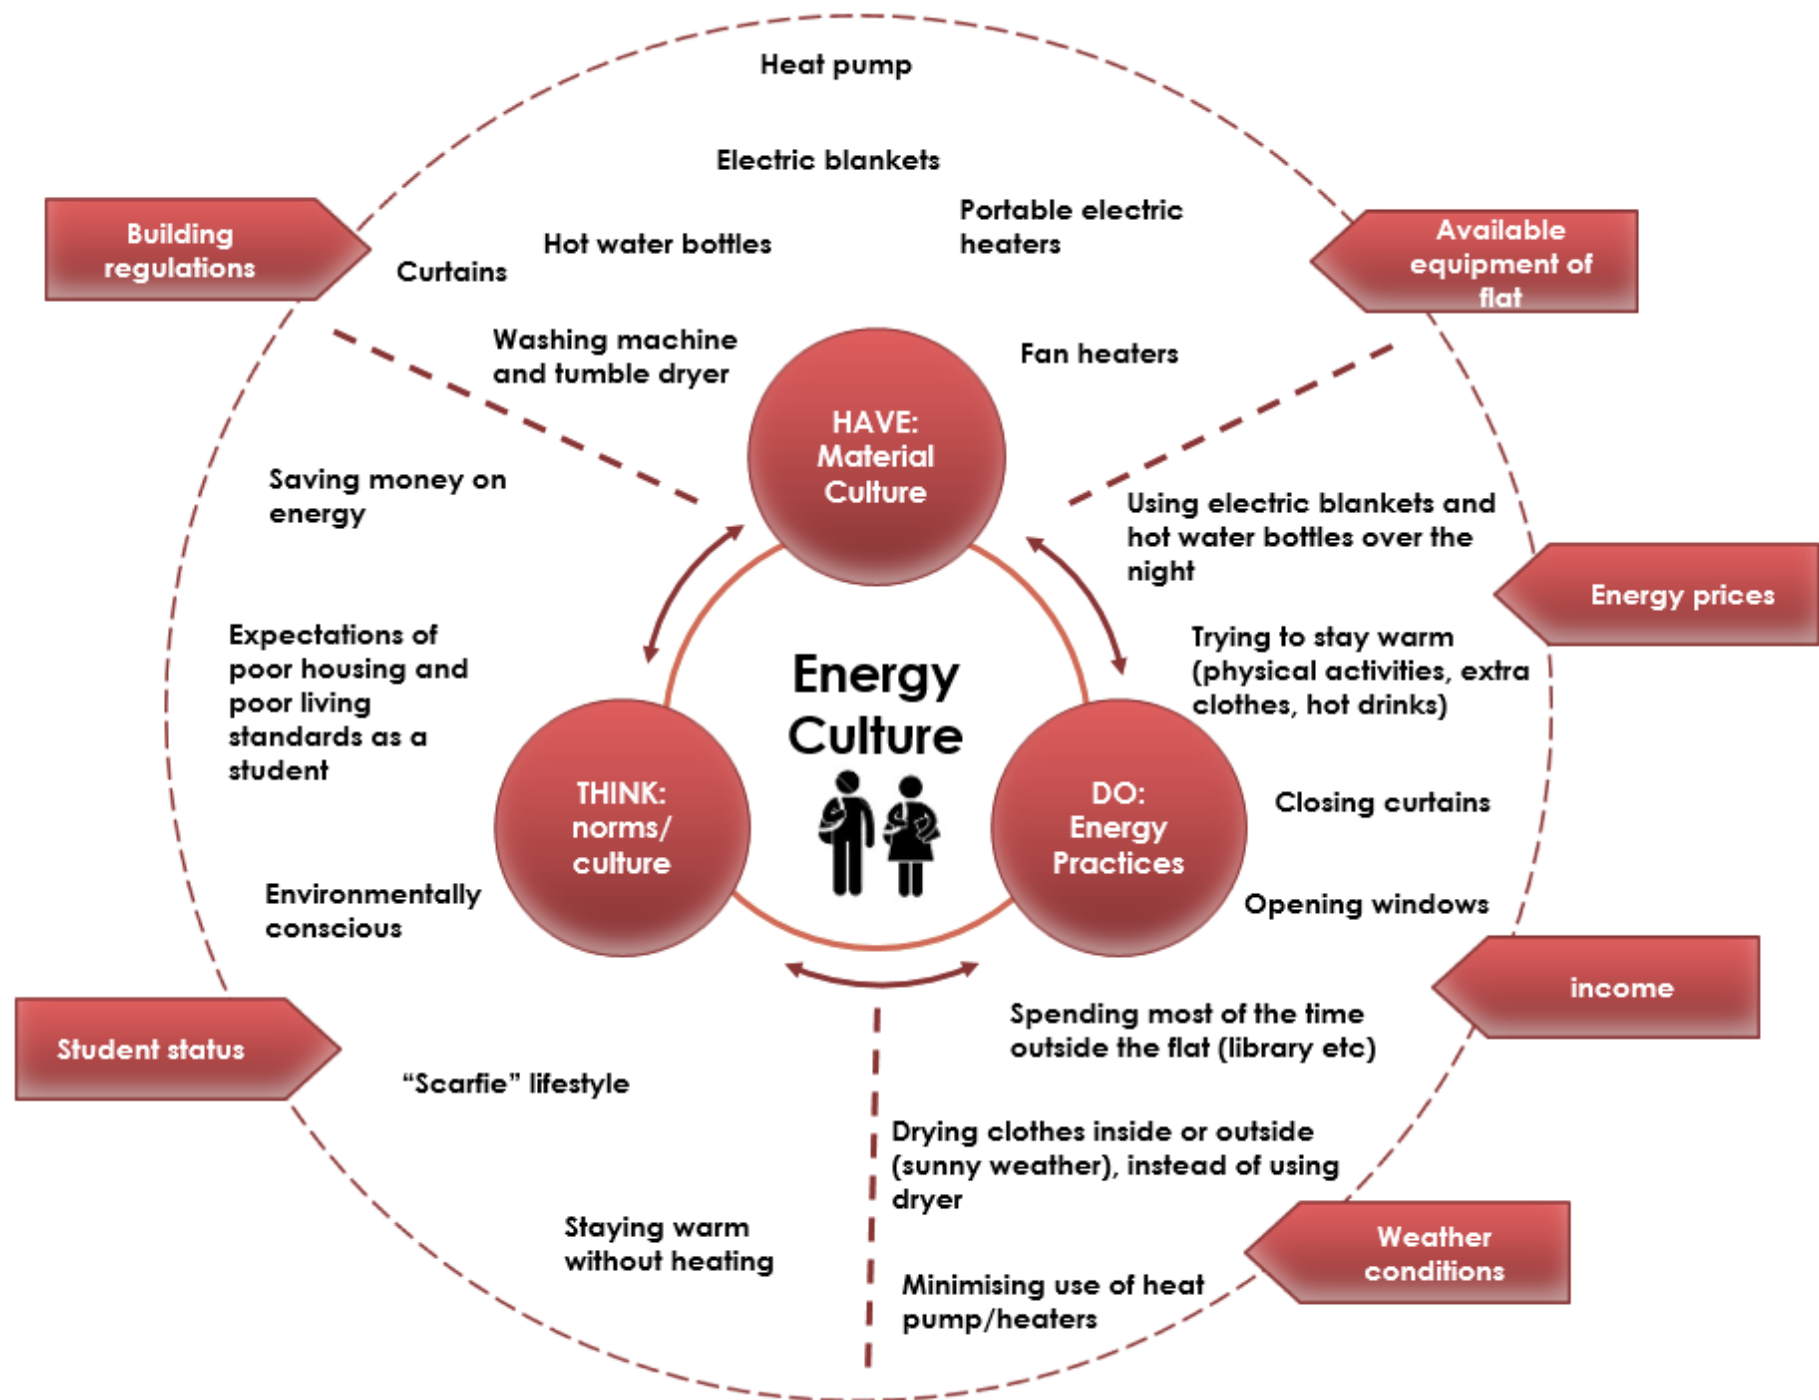 Heat pump
Electric blankets
Portable electric
heaters
Hot water bottles
Curtains
Washing machine
and tumble dryer
Fan heaters
Building
regulations
Available
equipment of
flat
HAVE:
Material
Culture
Saving money on
energy
Using electric blankets and
hot water bottles over the
night
Energy prices
Expectations of
poor housing and
poor living
standards as a
student
Energy
Culture
Trying to stay warm
(physical activities, extra
clothes, hot drinks)
THINK:
norms/
culture
DO:
Energy
Practices
Closing curtains
Environmentally
conscious
Opening windows
income
Student status
Spending most of the time
outside the flat (library etc)
“Scarfie” lifestyle
Drying clothes inside or outside
(sunny weather), instead of using
dryer
Staying warm
without heating
Weather
conditions
Minimising use of heat
pump/heaters